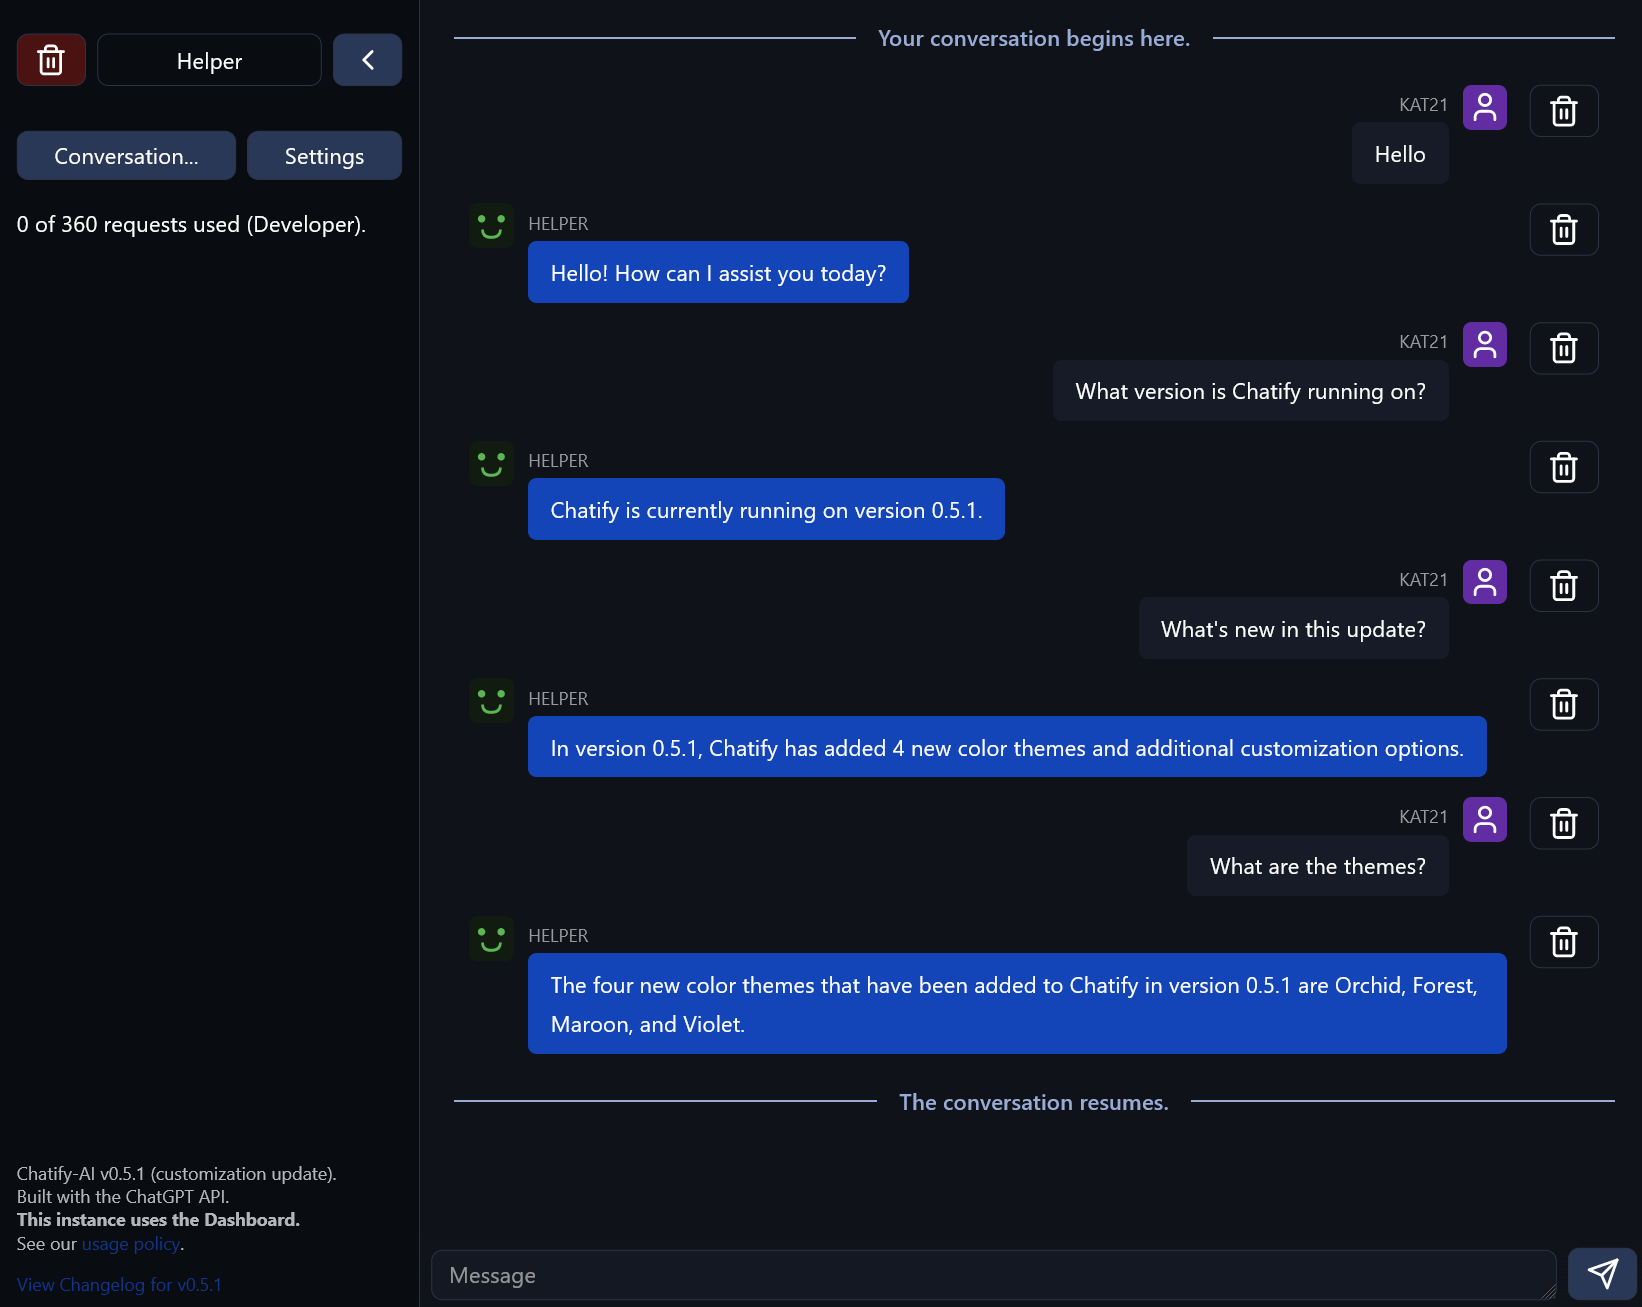 Helper
Conversation...
Settings
0 of 360 requests used (Developer).
Your conversation begins here.
KAT21
Hello
HELPER
Hello! How can I assist you today?
KAT21
What version is Chatify running on?
HELPER
Chatify is currently running on version 0.5.1.
KAT21
What's new in this update?
HELPER
In version 0.5.1, Chatify has added 4 new color themes and additional customization options.
KAT21
What are the themes?
HELPER
The four new color themes that have been added to Chatify in version 0.5.1 are Orchid, Forest,
Maroon, and Violet.
The conversation resumes.
Chatify-AI v0.5.1 (customization update).
Built with the ChatGPT API.
This instance uses the Dashboard.
See our usage policy.
View Changelog for v0.5.1
Message